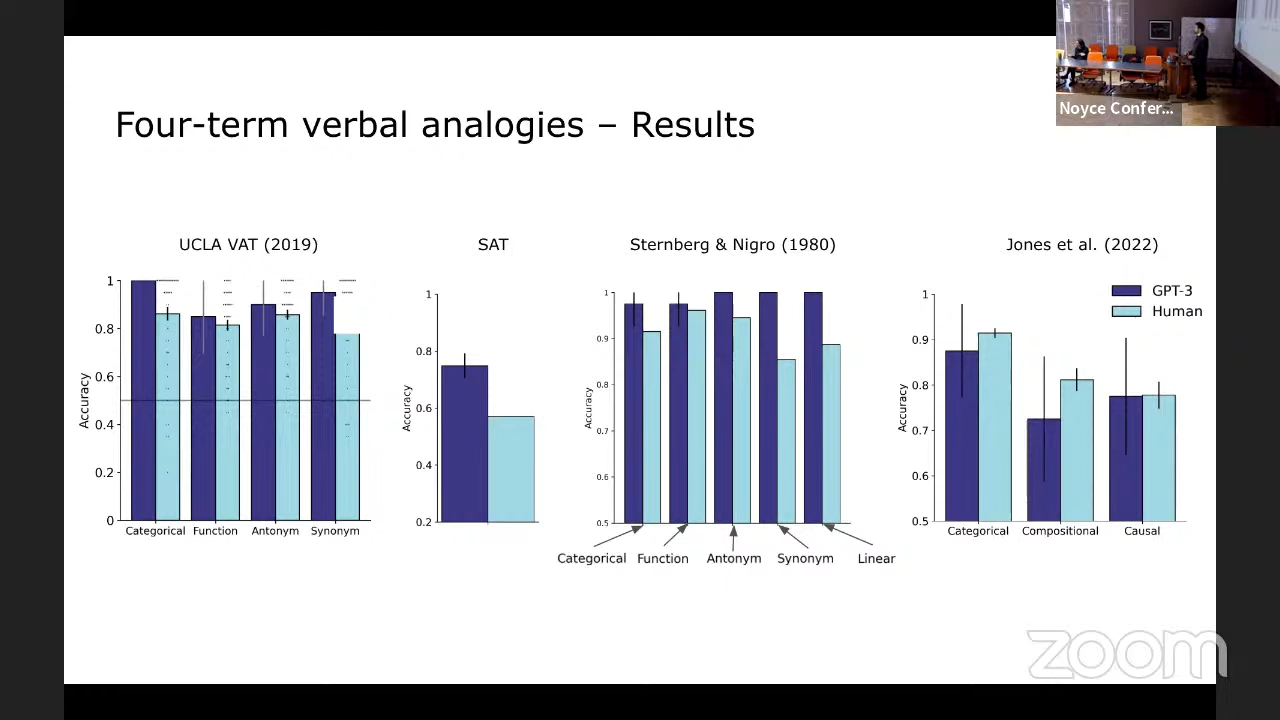 Noyce Confer...
Four-term verbal analogies – Results
UCLA VAT (2019)
Accuracy
1
0.8
0.6
0.4
0.2
0
Categorical Function Antonym Synonym
SAT
Accuracy
1
0.8
0.6
0.4
0.2
Sternberg & Nigro (1980)
Accuracy
1
0.9
0.8
0.7
0.6
0.5
Categorical Function Antonym Synonym Linear
Jones et al. (2022)
GPT-3
Human
Accuracy
1
0.9
0.8
0.7
0.6
0.5
Categorical Compositional Causal
zoom